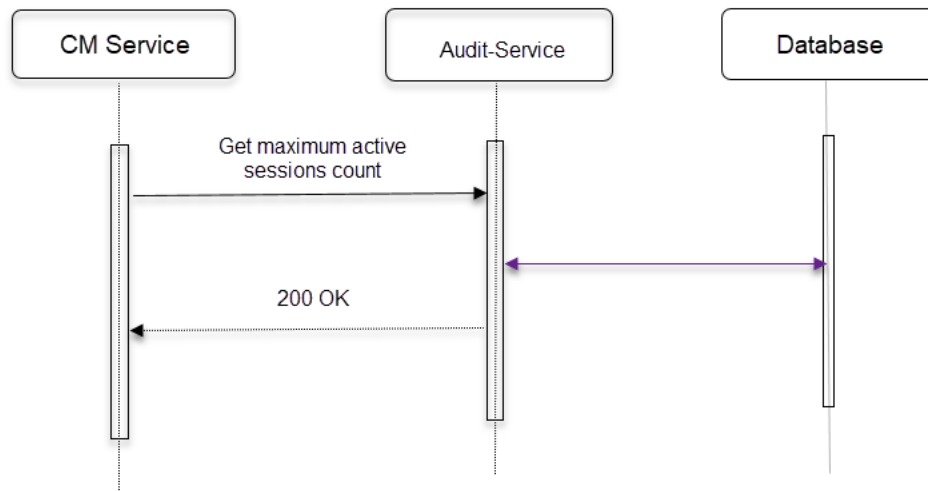 CM Service
Audit-Service
Database
Get maximum active
sessions count
200 OK